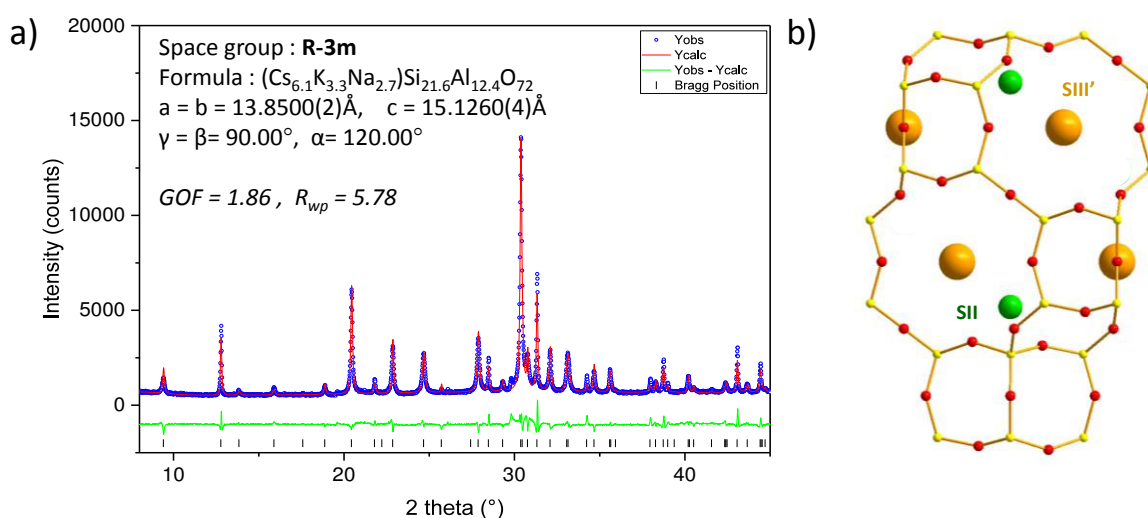 a)
Space group : R-3m
Formula : (Cs6.1K3.3Na2.7)Si21.6Al12.4O72
a = b = 13.8500(2)Å, c = 15.1260(4)Å
γ = β= 90.00°, α= 120.00°
GOF = 1.86 , Rwp = 5.78
Yobs
Ycalc
Yobs - Ycalc
Bragg Position
20000
15000
10000
5000
0
Intensity (counts)
10
20
30
40
2 theta (°)
b)
SIII'
SII